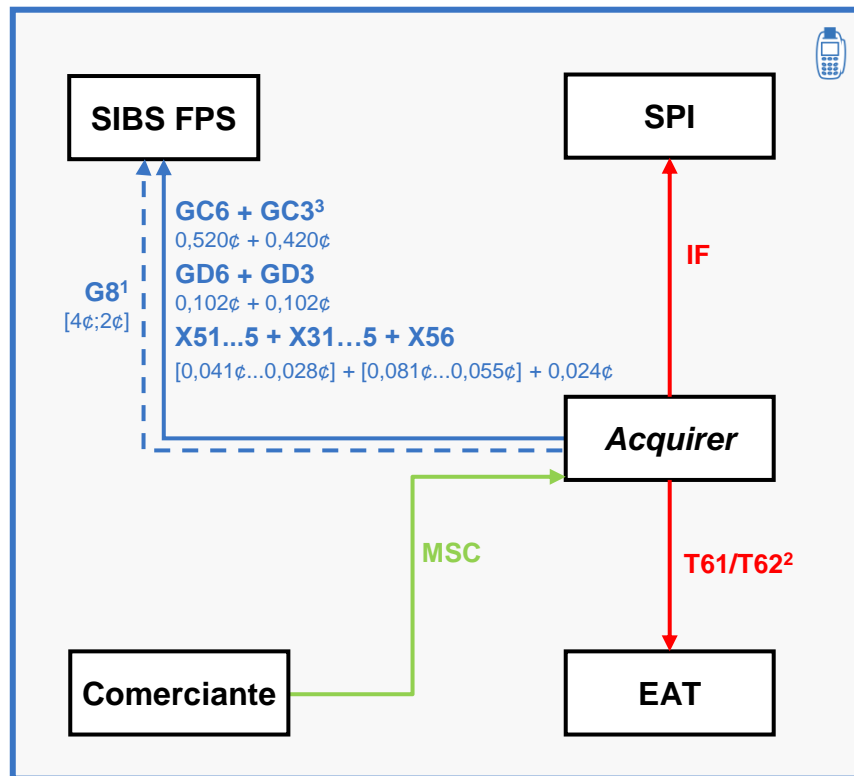 SIBS FPS
SPI
GC6 + GC3³
0,520¢ + 0,420¢
IF
GD6 + GD3
0,102¢ + 0,102¢
G8¹
[4¢;2¢]
X51...5 + X31…5 + X56
[0,041¢...0,028¢] + [0,081¢...0,055¢] + 0,024¢
Acquirer
MSC
T61/T62²
Comerciante
EAT